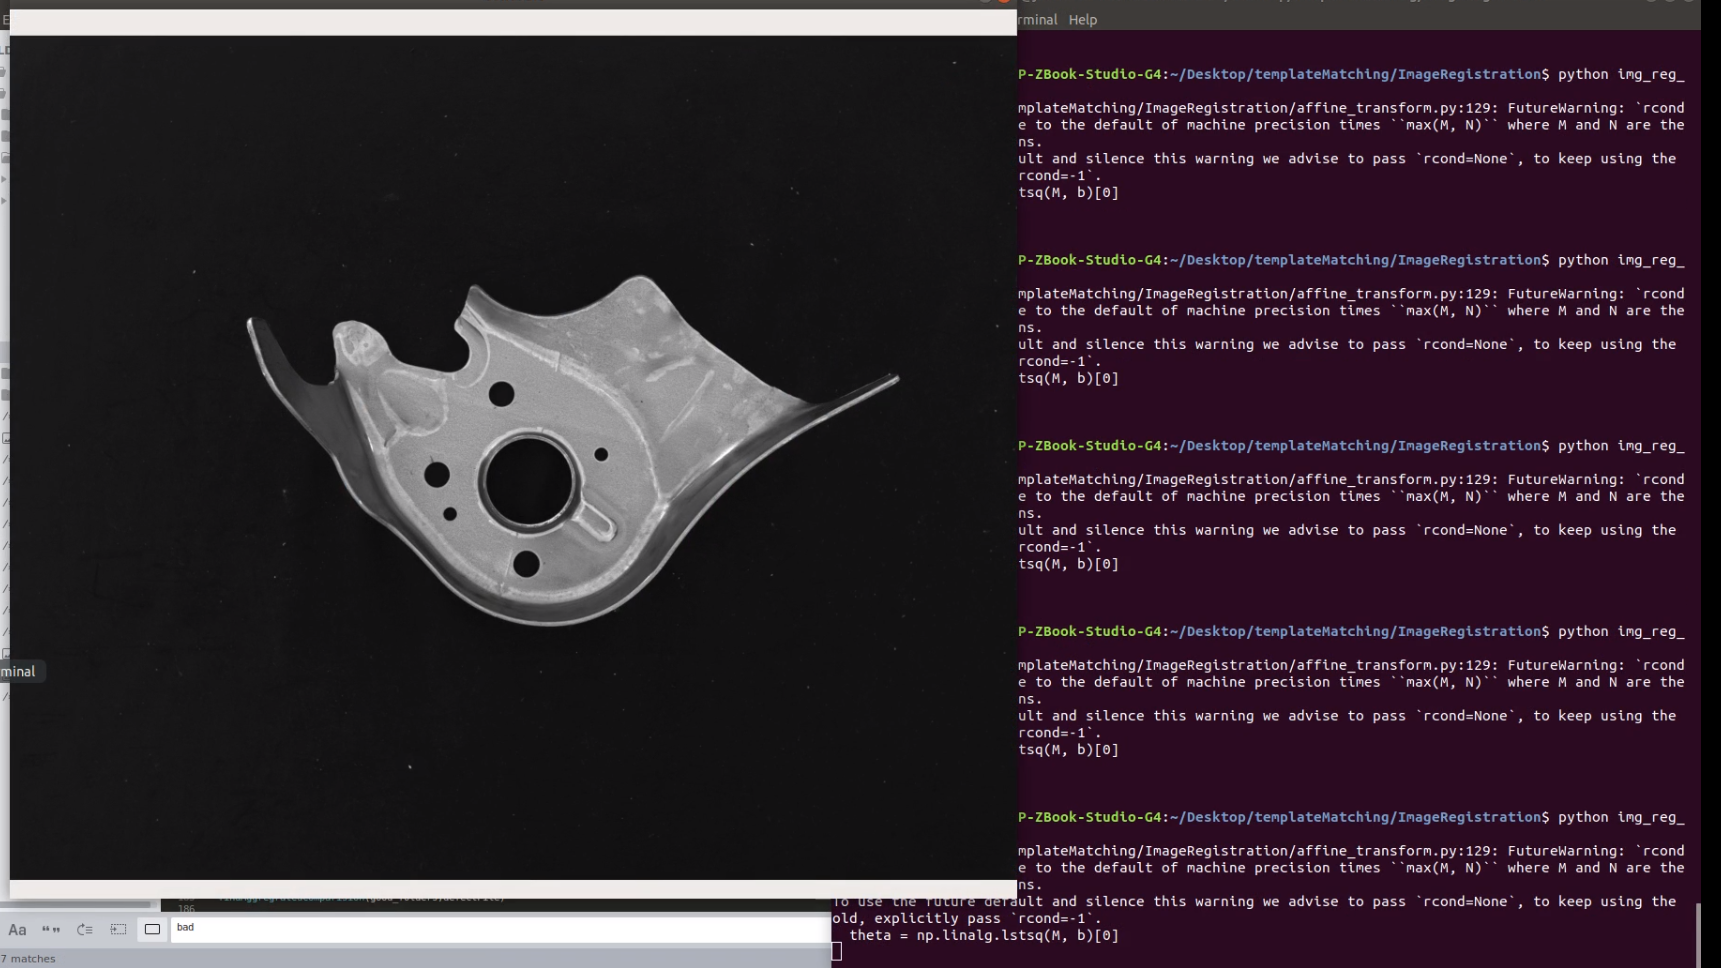 rminal Help
P-ZBook-Studio-G4:~/Desktop/templateMatching/ImageRegistration$ python img_reg_
mplateMatching/ImageRegistration/affine_transform.py:129: FutureWarning: `rcond
e to the default of machine precision times ``max(M, N)`` where M and N are the
ns.
ult and silence this warning we advise to pass `rcond=None`, to keep using the
rcond=-1`.
tsq(M, b)[0]
P-ZBook-Studio-G4:~/Desktop/templateMatching/ImageRegistration$ python img_reg_
mplateMatching/ImageRegistration/affine_transform.py:129: FutureWarning: `rcond
e to the default of machine precision times ``max(M, N)`` where M and N are the
ns.
ult and silence this warning we advise to pass `rcond=None`, to keep using the
rcond=-1`.
tsq(M, b)[0]
P-ZBook-Studio-G4:~/Desktop/templateMatching/ImageRegistration$ python img_reg_
mplateMatching/ImageRegistration/affine_transform.py:129: FutureWarning: `rcond
e to the default of machine precision times ``max(M, N)`` where M and N are the
ns.
ult and silence this warning we advise to pass `rcond=None`, to keep using the
rcond=-1`.
tsq(M, b)[0]
P-ZBook-Studio-G4:~/Desktop/templateMatching/ImageRegistration$ python img_reg_
mplateMatching/ImageRegistration/affine_transform.py:129: FutureWarning: `rcond
e to the default of machine precision times ``max(M, N)`` where M and N are the
ns.
ult and silence this warning we advise to pass `rcond=None`, to keep using the
rcond=-1`.
tsq(M, b)[0]
P-ZBook-Studio-G4:~/Desktop/templateMatching/ImageRegistration$ python img_reg_
mplateMatching/ImageRegistration/affine_transform.py:129: FutureWarning: `rcond
e to the default of machine precision times ``max(M, N)`` where M and N are the
ns.
To use the future default and silence this warning we advise to pass `rcond=None`, to keep using the
old, explicitly pass `rcond=-1`.
theta = np.linalg.lstsq(M, b)[0]
minal
186
Aa
bad
7 matches